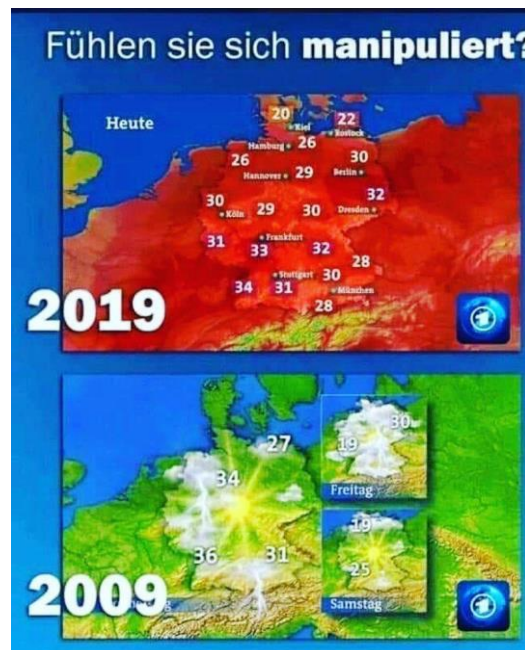 Fühlen sie sich manipuliert?
Heute
20
Kiel
22
Rostock
Hamburg
26
26
30
Hannover
29
Berlin
32
30
Köln
29
30
Dresden
31
Frankfurt
33
32
28
Stuttgart
30
34
31
München
28
2019
27
34
36
31
19
30
Freitag
19
25
Samstag
2009